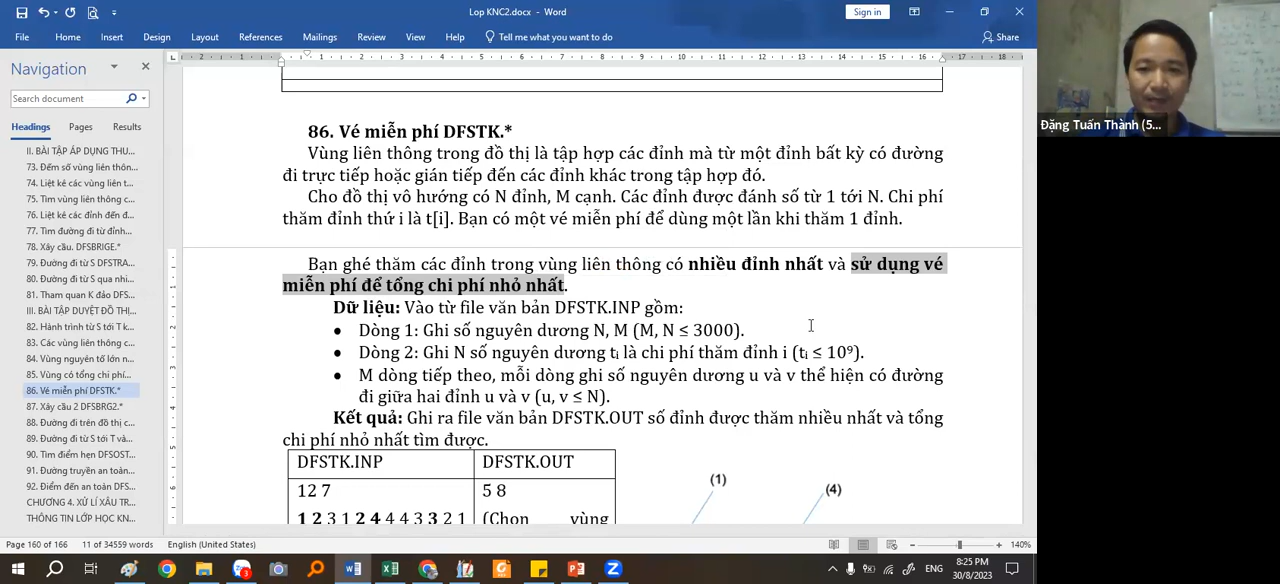 Lop KNC2.docx - Word
Sign in
File Home Insert Design Layout References Mailings Review View Help Tell me what you want to do Share
Navigation
Search document
Headings Pages Results
II. BÀI TẬP ÁP DỤNG THU...
73. Đếm số vùng liên thôn...
74. Liệt kê các vùng liên t...
75. Tìm vùng liên thông c...
76. Liệt kê các đỉnh đến đ...
77. Tìm đường đi từ đỉnh...
78. Xây cầu. DFSBRIGE.*
79. Đường đi từ S DFSTRA...
80. Đường đi từ S qua nhi...
81. Tham quan K đảo DFS...
III. BÀI TẬP DUYỆT ĐỒ THỊ...
82. Hành trình từ S tới T k...
83. Các đỉnh liên thông c...
84. Vùng nguyên tố lớn n...
85. Vùng có tổng chi phí...
86. Vé miễn phí DFSTK.*
87. Xây cầu 2 DFSBRG2.*
88. Đường đi trên đồ thị c...
89. Đường đi từ S tới T và...
90. Tìm điểm hẹn DFSOST...
91. Đường truyền an toàn...
92. Điểm đến an toàn DFS...
CHƯƠNG 4. XỬ LÍ XÂU TR...
THÔNG TIN LỚP HỌC KN...
86. Vé miễn phí DFSTK.*
Vùng liên thông trong đồ thị là tập hợp các đỉnh mà từ một đỉnh bất kỳ có đường
đi trực tiếp hoặc gián tiếp đến các đỉnh khác trong tập hợp đó.
Cho đồ thị vô hướng có N đỉnh, M cạnh. Các đỉnh được đánh số từ 1 tới N. Chi phí
thăm đỉnh thứ i là t[i]. Bạn có một vé miễn phí để dùng một lần khi thăm 1 đỉnh.
Bạn ghé thăm các đỉnh trong vùng liên thông có nhiều đỉnh nhất và sử dụng vé
miễn phí để tổng chi phí nhỏ nhất.
Dữ liệu: Vào từ file văn bản DFSTK.INP gồm:
• Dòng 1: Ghi số nguyên dương N, M (M, N ≤ 3000).
• Dòng 2: Ghi N số nguyên dương tᵢ là chi phí thăm đỉnh i (tᵢ ≤ 10⁹).
• M dòng tiếp theo, mỗi dòng ghi số nguyên dương u và v thể hiện có đường
đi giữa hai đỉnh u và v (u, v ≤ N).
Kết quả: Ghi ra file văn bản DFSTK.OUT số đỉnh được thăm nhiều nhất và tổng
chi phí nhỏ nhất tìm được.
DFSTK.INP DFSTK.OUT
12 7 5 8
1 2 3 1 2 4 4 4 3 3 2 1 (Chọn vùng
(1)
(4)
Đặng Tuấn Thành (5...
Page 160 of 166 11 of 34559 words English (United States) 140%
ENG
8:25 PM
30/8/2023